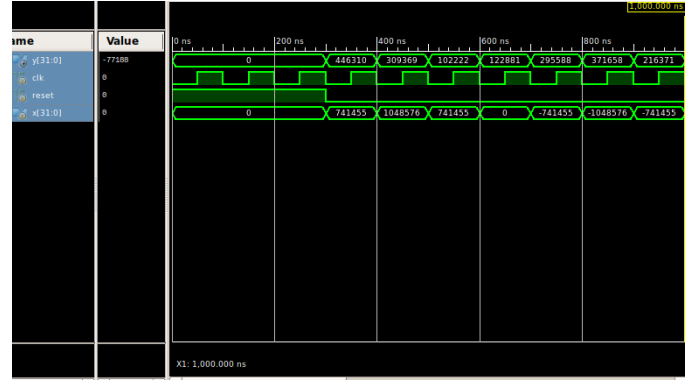 1,000.000 ns
ame Value
0 ns 200 ns 400 ns 600 ns 800 ns
y[31:0] -77188 0 446310 309369 102222 122881 295588 371658 216371
clk 0
reset 0
x[31:0] 0 0 741455 1048576 741455 0 -741455 -1048576 -741455
X1: 1,000.000 ns